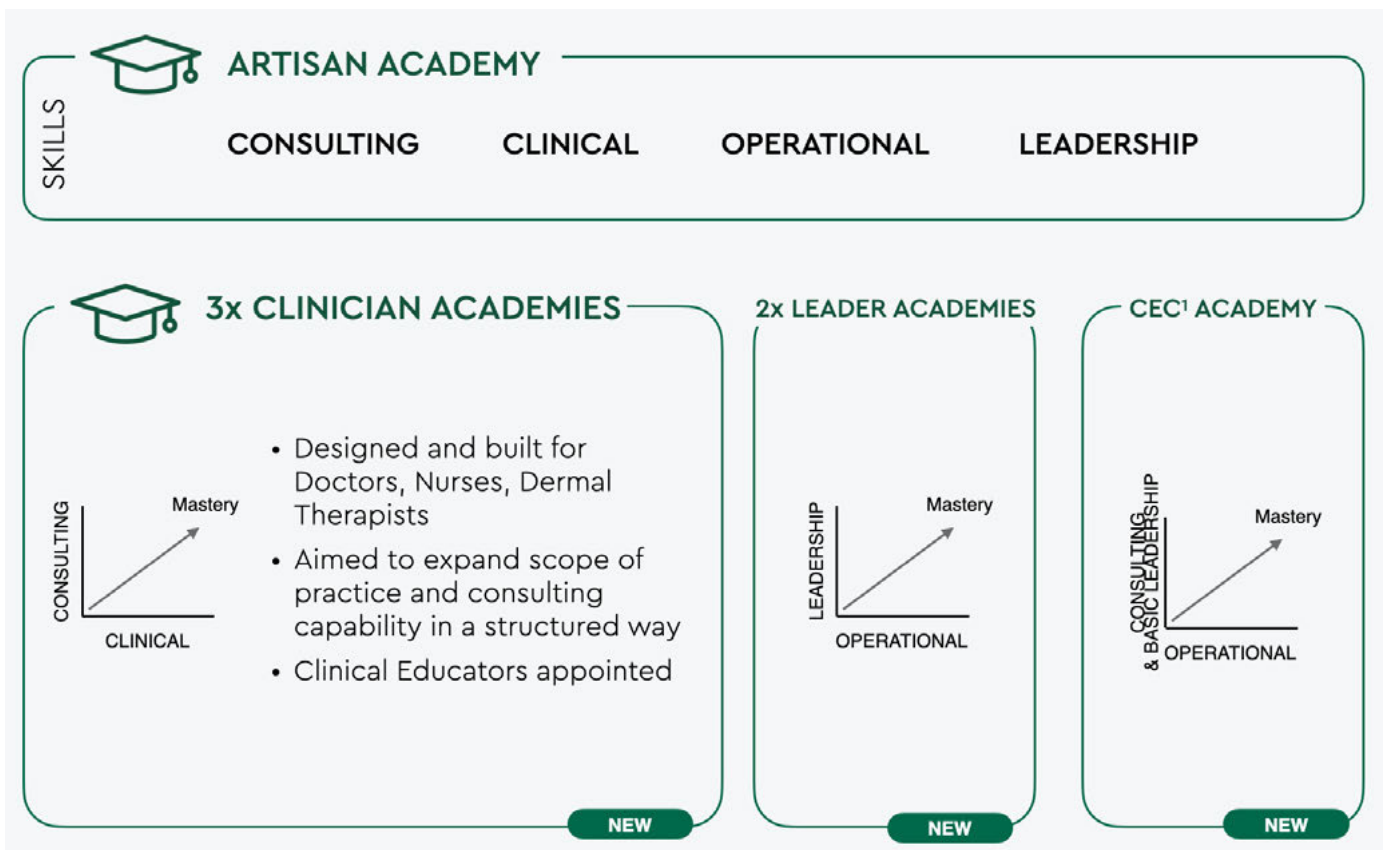 ARTISAN ACADEMY
SKILLS
CONSULTING CLINICAL OPERATIONAL LEADERSHIP
3x CLINICIAN ACADEMIES
CONSULTING
Mastery
CLINICAL
• Designed and built for
Doctors, Nurses, Dermal
Therapists
• Aimed to expand scope of
practice and consulting
capability in a structured way
• Clinical Educators appointed
NEW
2x LEADER ACADEMIES
LEADERSHIP
Mastery
OPERATIONAL
NEW
CEC¹ ACADEMY
CONSULTING
& BASIC LEADERSHIP
Mastery
OPERATIONAL
NEW